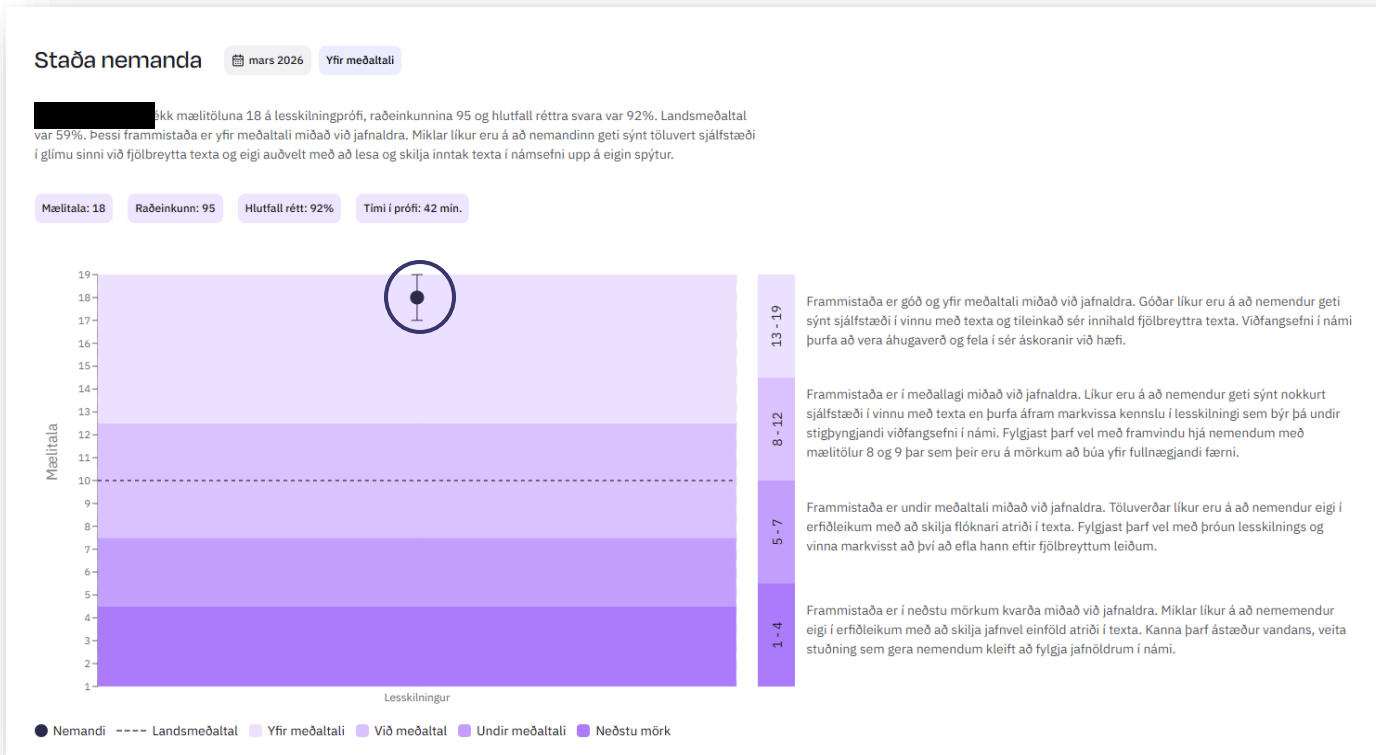 Staða nemanda
mars 2026
Yfir meðaltali
ékk mælitöluna 18 á lesskilningprófi, raðeinkunnina 95 og hlutfall réttra svara var 92%. Landsmeðaltal
var 59%. Þessi frammistaða er yfir meðaltali miðað við jafnaldra. Miklar líkur eru á að nemandinn geti sýnt töluvert sjálfstæði
í glímu sinni við fjölbreytta texta og eigi auðvelt með að lesa og skilja inntak texta í námsefni upp á eigin spýtur.
Mælitala: 18
Raðeinkunn: 95
Hlutfall rétt: 92%
Tími í prófi: 42 mín.
Mælitala
19
18
17
16
15
14
13
12
11
10
9
8
7
6
5
4
3
2
1
Lesskilningur
13 - 19
Frammistaða er góð og yfir meðaltali miðað við jafnaldra. Góðar líkur eru á að nemendur geti
sýnt sjálfstæði í vinnu með texta og tileinkað sér innihald fjölbreyttra texta. Viðfangsefni í námi
þurfa að vera áhugaverð og fela í sér áskoranir við hæfi.
8 - 12
Frammistaða er í meðallagi miðað við jafnaldra. Líkur eru á að nemendur geti sýnt nokkurt
sjálfstæði í vinnu með texta en þurfa áfram markvissa kennslu í lesskilningi sem býr þá undir
stigþyngjandi viðfangsefni í námi. Fylgjast þarf vel með framvindu hjá nemendum með
mælitölur 8 og 9 þar sem þeir eru á mörkum að búa yfir fullnægjandi færni.
5 - 7
Frammistaða er undir meðaltali miðað við jafnaldra. Töluverðar líkur eru á að nemendur eigi í
erfiðleikum með að skilja flóknari atriði í texta. Fylgjast þarf vel með þróun lesskilnings og
vinna markvisst að því að efla hann eftir fjölbreyttum leiðum.
1 - 4
Frammistaða er í neðstu mörkum kvarða miðað við jafnaldra. Miklar líkur á að nememendur
eigi í erfiðleikum með að skilja jafnvel einföld atriði í texta. Kanna þarf ástæður vandans, veita
stuðning sem gera nemendum kleift að fylgja jafnöldrum í námi.
Nemandi
Landsmeðaltal
Yfir meðaltali
Við meðaltal
Undir meðaltali
Neðstu mörk